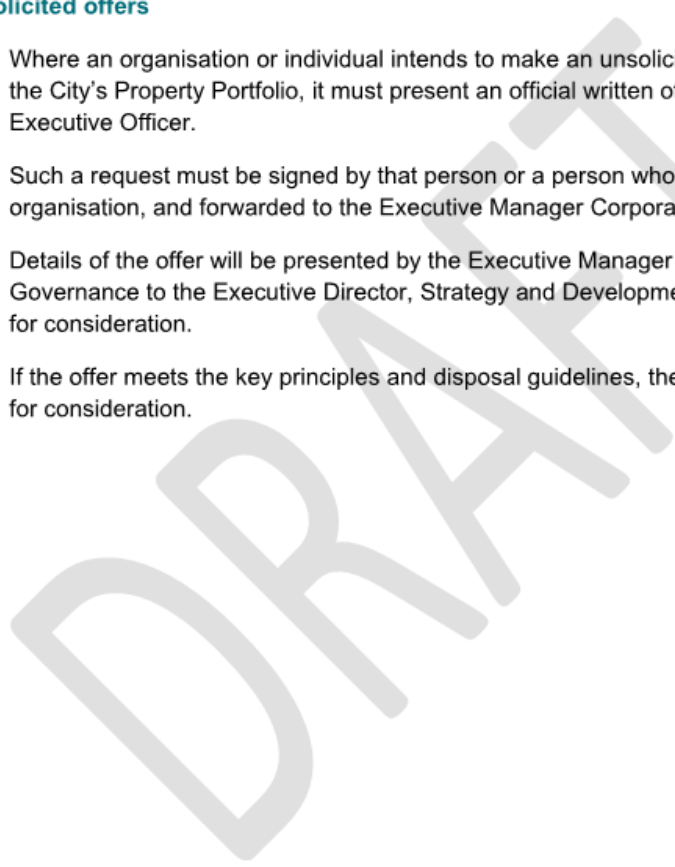 olicited offers
Where an organisation or individual intends to make an unsolic
the City's Property Portfolio, it must present an official written of
Executive Officer.
Such a request must be signed by that person or a person who
organisation, and forwarded to the Executive Manager Corpora
Details of the offer will be presented by the Executive Manager
Governance to the Executive Director, Strategy and Developme
for consideration.
If the offer meets the key principles and disposal guidelines, the
for consideration.
DRAFT